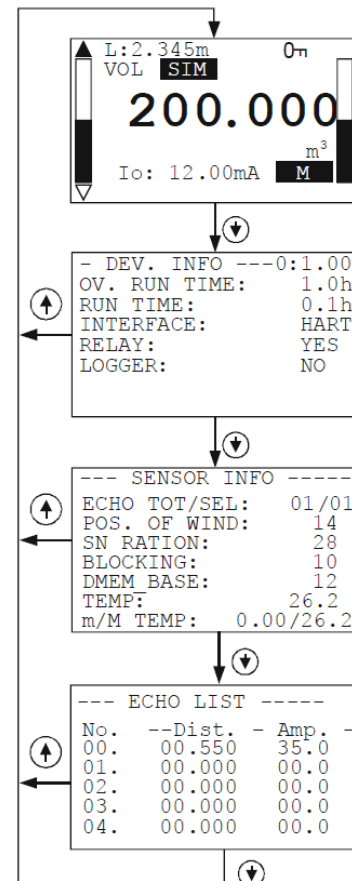 L:2.345m
VOL SIM
200.000
m³
Io: 12.00mA M
- DEV. INFO ---0:1.00
OV. RUN TIME: 1.0h
RUN TIME: 0.1h
INTERFACE: HART
RELAY: YES
LOGGER: NO
--- SENSOR INFO -----
ECHO TOT/SEL: 01/01
POS. OF WIND: 14
SN RATION: 28
BLOCKING: 10
DMEM BASE: 12
TEMP: 26.2
m/M TEMP: 0.00/26.2
--- ECHO LIST -----
No. --Dist. - Amp. -
00. 00.550 35.0
01. 00.000 00.0
02. 00.000 00.0
03. 00.000 00.0
04. 00.000 00.0